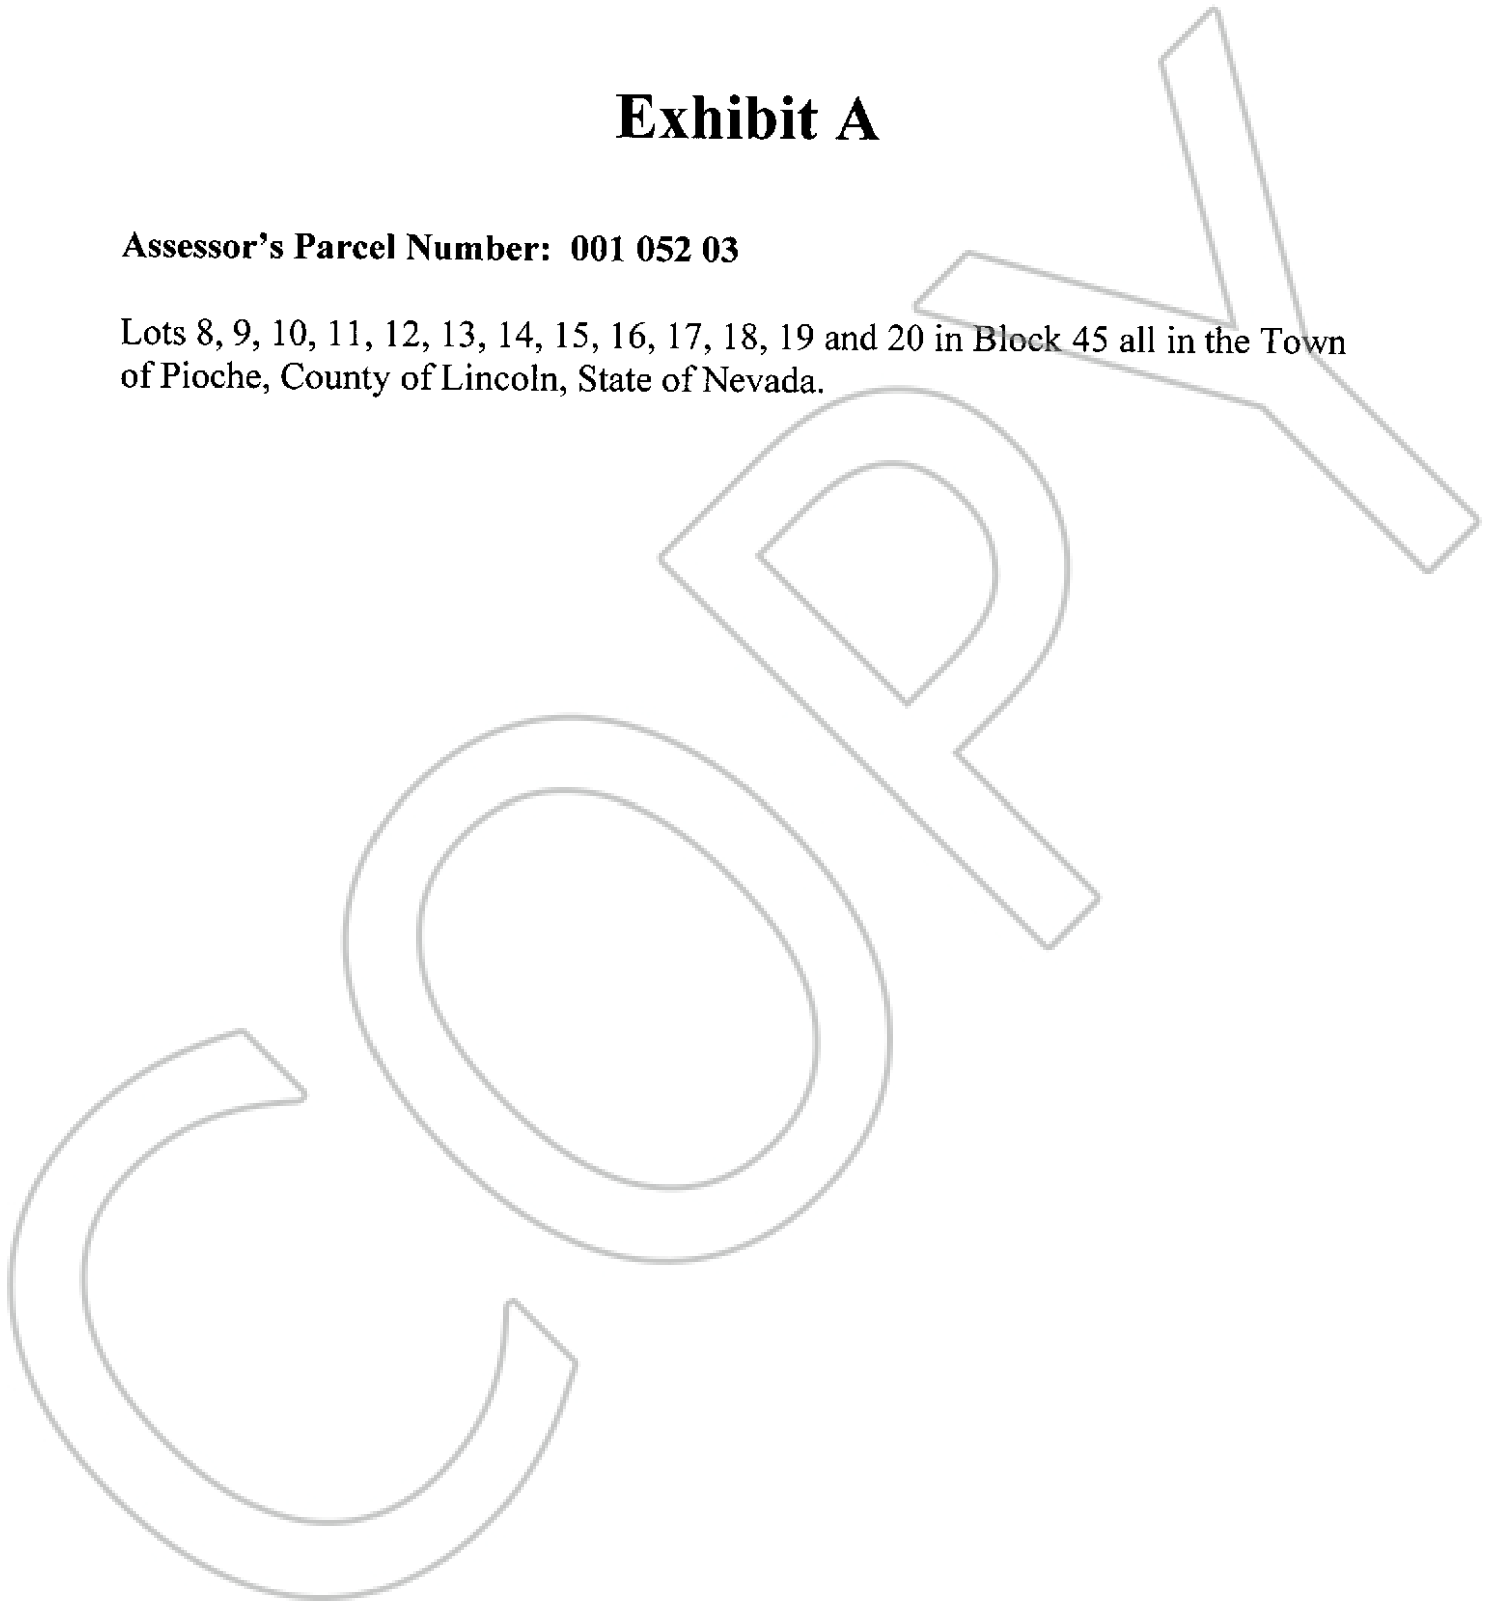 Exhibit A
Assessor's Parcel Number: 001 052 03
Lots 8, 9, 10, 11, 12, 13, 14, 15, 16, 17, 18, 19 and 20 in Block 45 all in the Town
of Pioche, County of Lincoln, State of Nevada.
COPY